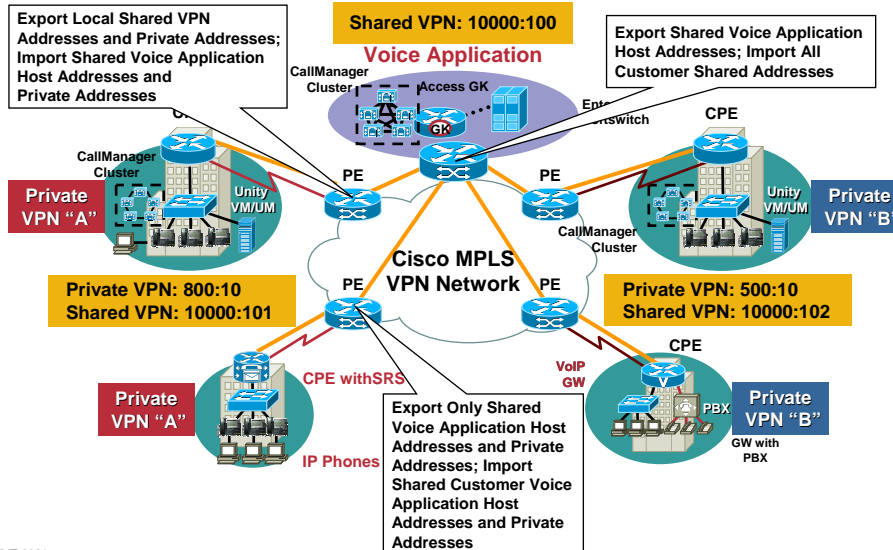 Export Local Shared VPN
Addresses and Private Addresses;
Import Shared Voice Application
Host Addresses and
Private Addresses
Shared VPN: 10000:100
Voice Application
Export Shared Voice Application
Host Addresses; Import All
Customer Shared Addresses
CallManager
Cluster
Access GK
GK
CPE
CallManager
Cluster
Unity
VM/UM
Private
VPN "A"
PE
PE
CallManager
Cluster
Unity
VM/UM
Private
VPN "B"
Cisco MPLS
VPN Network
Private VPN: 800:10
Shared VPN: 10000:101
PE
PE
Private VPN: 500:10
Shared VPN: 10000:102
CPE
VoIP
GW
V
PBX
GW with
PBX
Private
VPN "B"
Private
VPN "A"
CPE withSRS
IP Phones
Export Only Shared
Voice Application Host
Addresses and Private
Addresses; Import
Shared Customer Voice
Application Host
Addresses and Private
Addresses